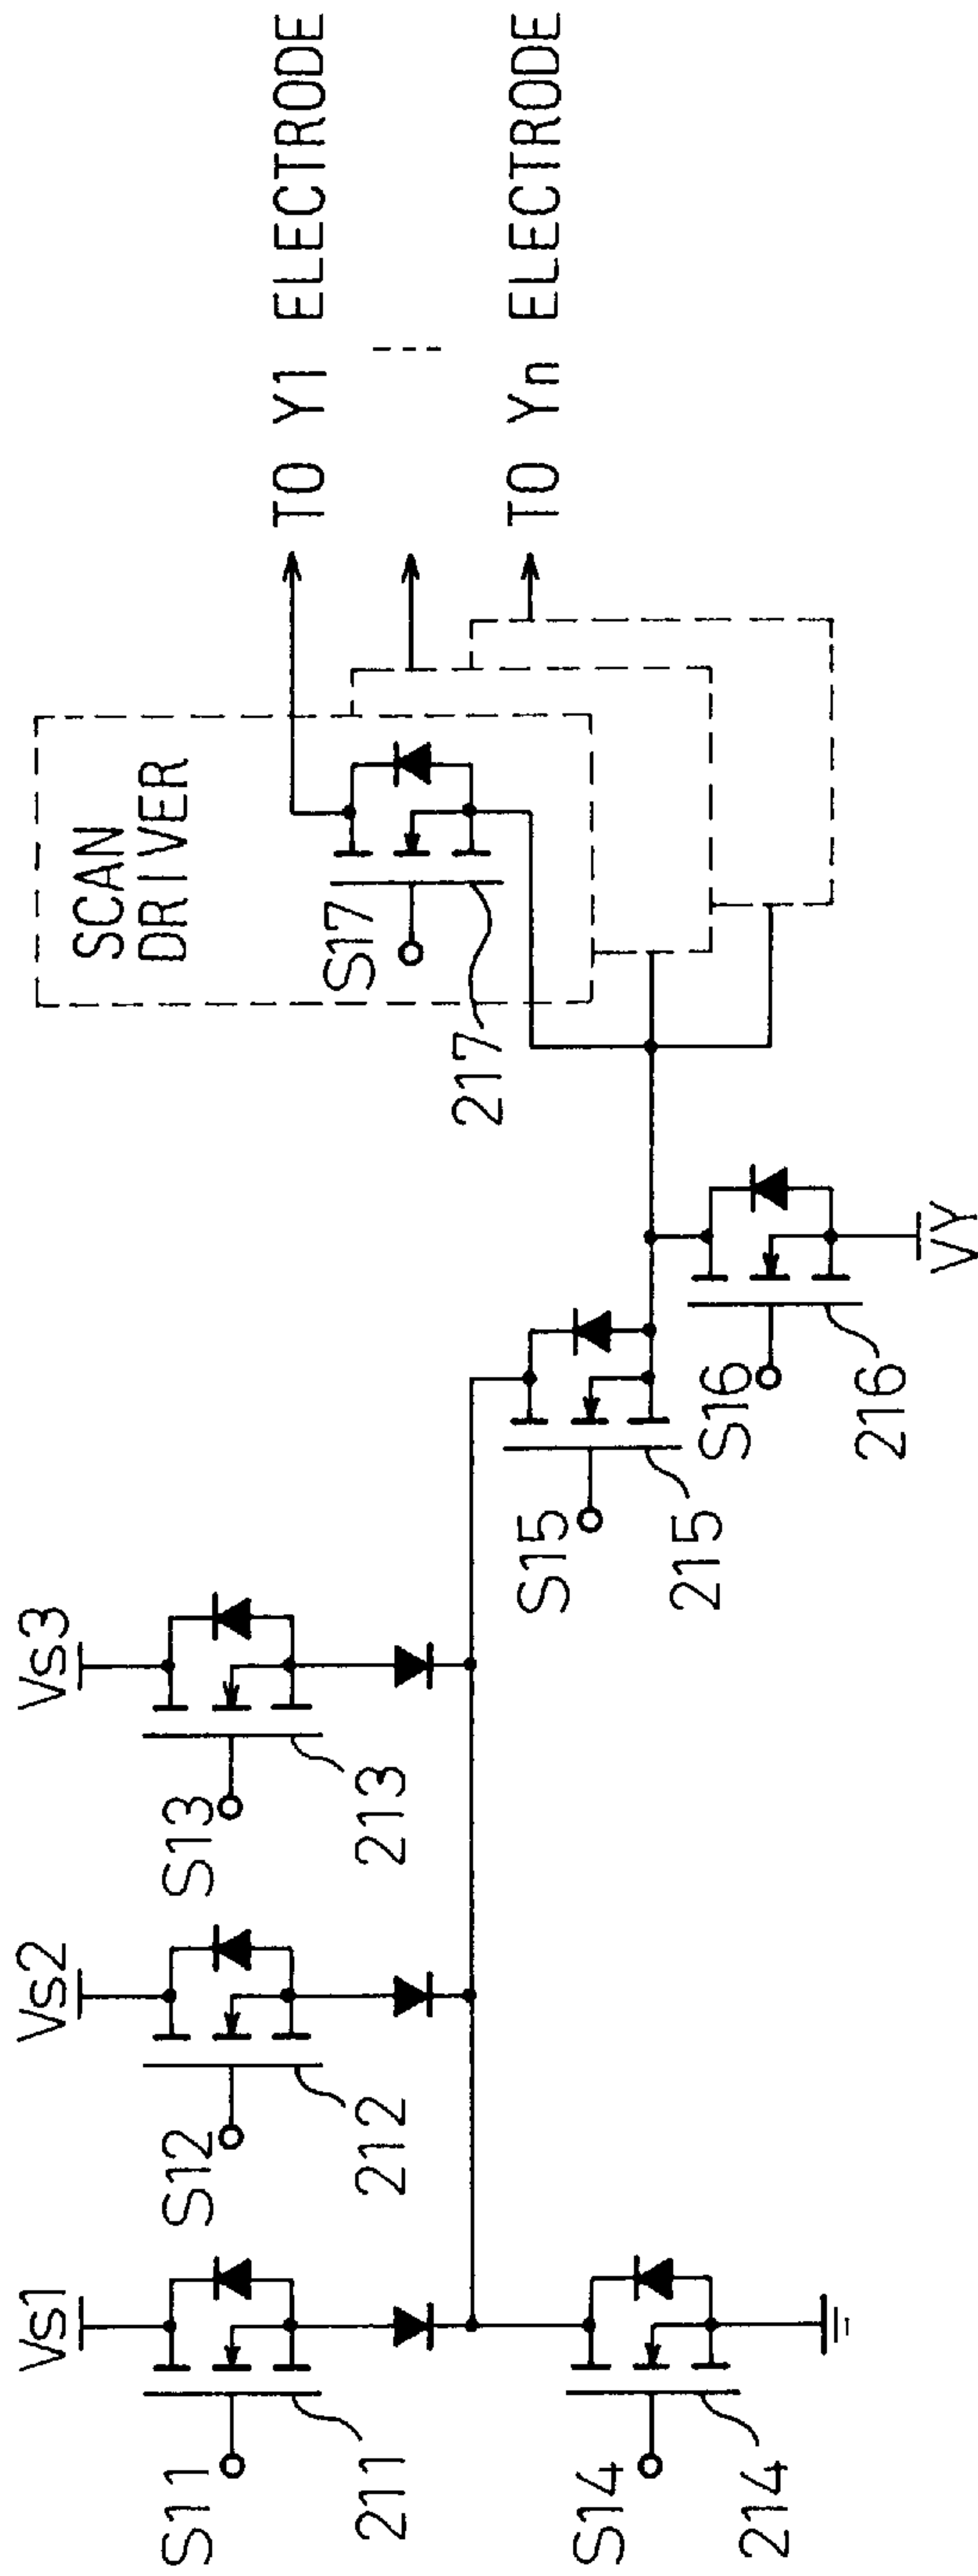 Vs1
Vs2
Vs3
S11
211
S12
212
S13
213
S14
214
S15
215
S16
216
VY
SCAN
DRIVER
S17
217
TO Y1 ELECTRODE
TO Yn ELECTRODE